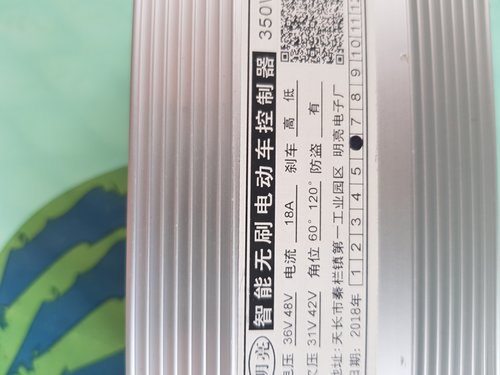 明亮 智能无刷电动车控制器 350W
电压 36V 48V 电流 18A 刹车 高 低
欠压 31V 42V 角位 60° 120° 防盗 有
地址: 天长市秦栏镇第一工业园区 明亮电子厂
日期: 2018年 1 2 3 4 5 7 8 9 10 11 12